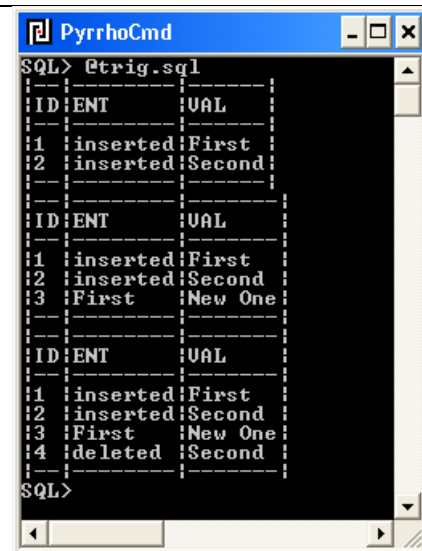 PyrrhoCmd
SQL> @trig.sql
|--|--------|------|
|ID|ENT     |VAL   |
|--|--------|------|
|1 |inserted|First |
|2 |inserted|Second|
|--|--------|------|
|--|--------|-------|
|ID|ENT     |VAL    |
|--|--------|-------|
|1 |inserted|First  |
|2 |inserted|Second |
|3 |First   |New One|
|--|--------|-------|
|--|--------|-------|
|ID|ENT     |VAL    |
|--|--------|-------|
|1 |inserted|First  |
|2 |inserted|Second |
|3 |First   |New One|
|4 |deleted |Second |
|--|--------|-------|
SQL>